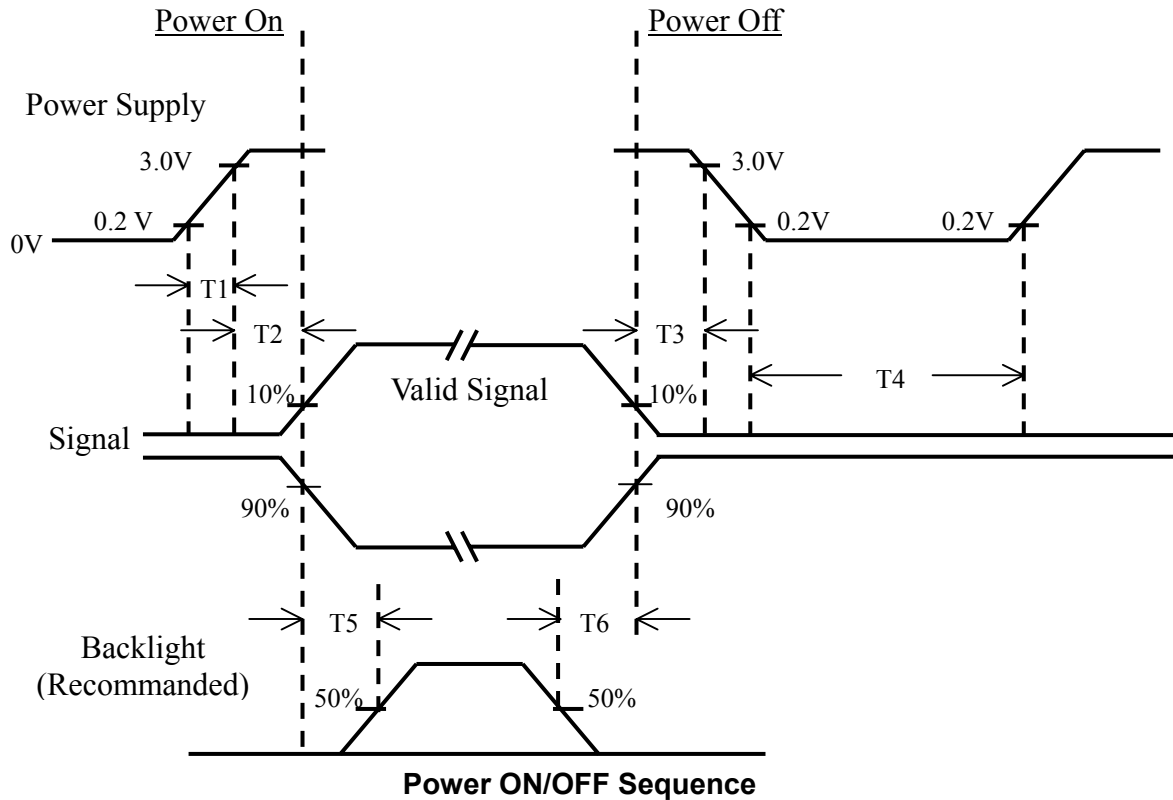 Power On
Power Off
Power Supply
3.0V
3.0V
0.2 V
0.2V
0.2V
0V
T1
T2
T3
T4
10%
Valid Signal
10%
Signal
90%
90%
T5
T6
Backlight
(Recommanded)
50%
50%
Power ON/OFF Sequence